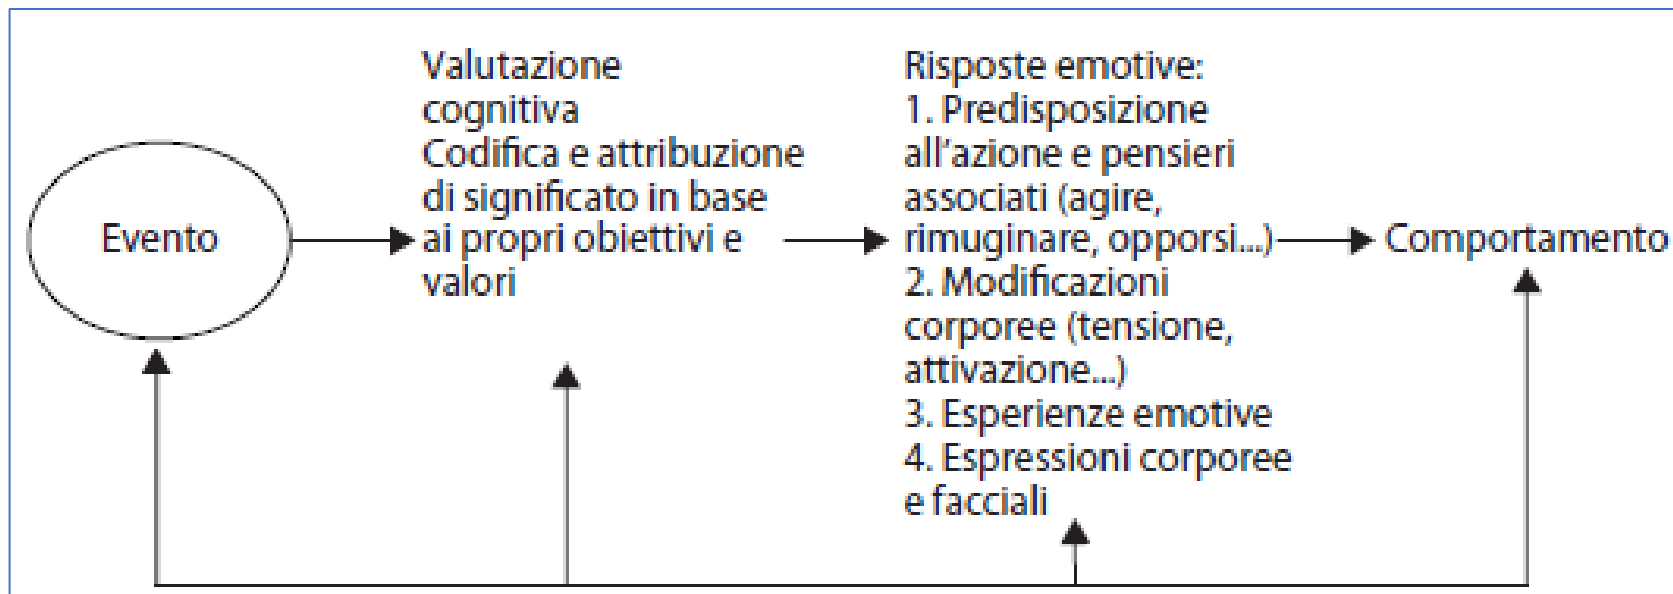 Evento
Valutazione
cognitiva
Codifica e attribuzione
di significato in base
ai propri obiettivi e
valori
Risposte emotive:
1. Predisposizione
all'azione e pensieri
associati (agire,
rimuginare, opporsi...)
2. Modificazioni
corporee (tensione,
attivazione...)
3. Esperienze emotive
4. Espressioni corporee
e facciali
Comportamento